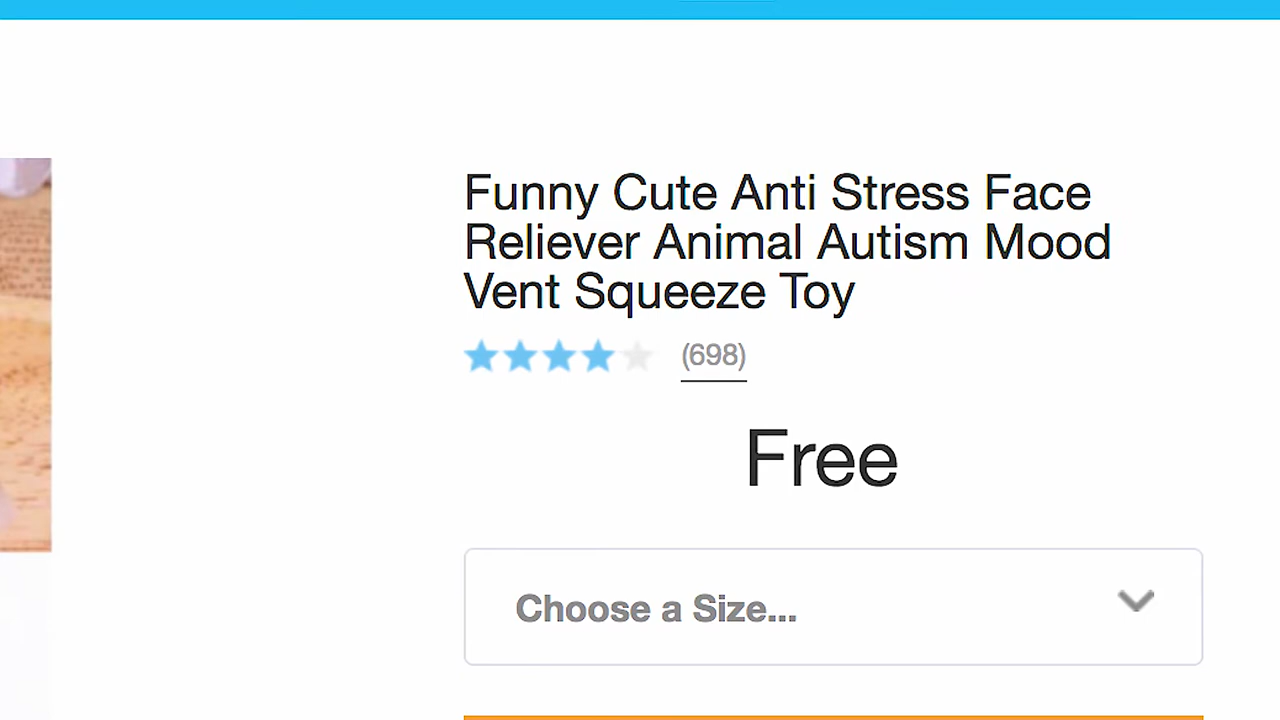 Funny Cute Anti Stress Face
Reliever Animal Autism Mood
Vent Squeeze Toy
(698)
Free
Choose a Size...